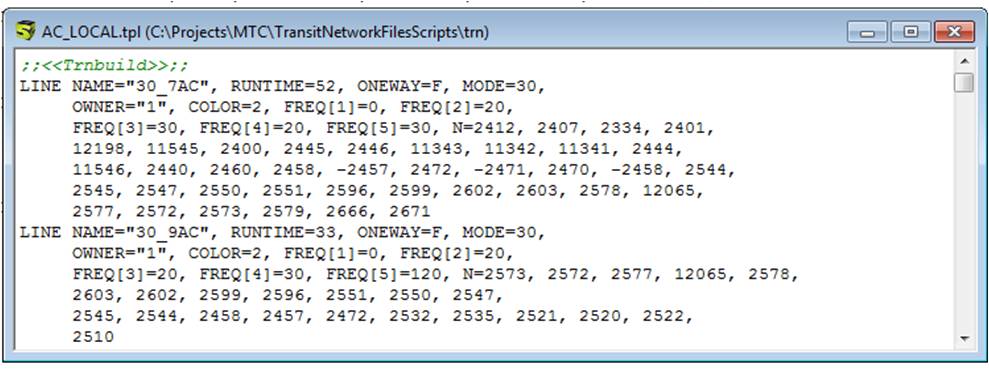 AC_LOCAL.tpl (C:\Projects\MTC\TransitNetworkFilesScripts\trn)
;;<<Trnbuild>>;;
LINE NAME="30_7AC", RUNTIME=52, ONEWAY=F, MODE=30,
OWNER="1", COLOR=2, FREQ[1]=0, FREQ[2]=20,
FREQ[3]=30, FREQ[4]=20, FREQ[5]=30, N=2412, 2407, 2334, 2401,
12198, 11545, 2400, 2445, 2446, 11343, 11342, 11341, 2444,
11546, 2440, 2460, 2458, -2457, 2472, -2471, 2470, -2458, 2544,
2545, 2547, 2550, 2551, 2596, 2599, 2602, 2603, 2578, 12065,
2577, 2572, 2573, 2579, 2666, 2671
LINE NAME="30_9AC", RUNTIME=33, ONEWAY=F, MODE=30,
OWNER="1", COLOR=2, FREQ[1]=0, FREQ[2]=20,
FREQ[3]=20, FREQ[4]=30, FREQ[5]=120, N=2573, 2572, 2577, 12065, 2578,
2603, 2602, 2599, 2596, 2551, 2550, 2547,
2545, 2544, 2458, 2457, 2472, 2532, 2535, 2521, 2520, 2522,
2510